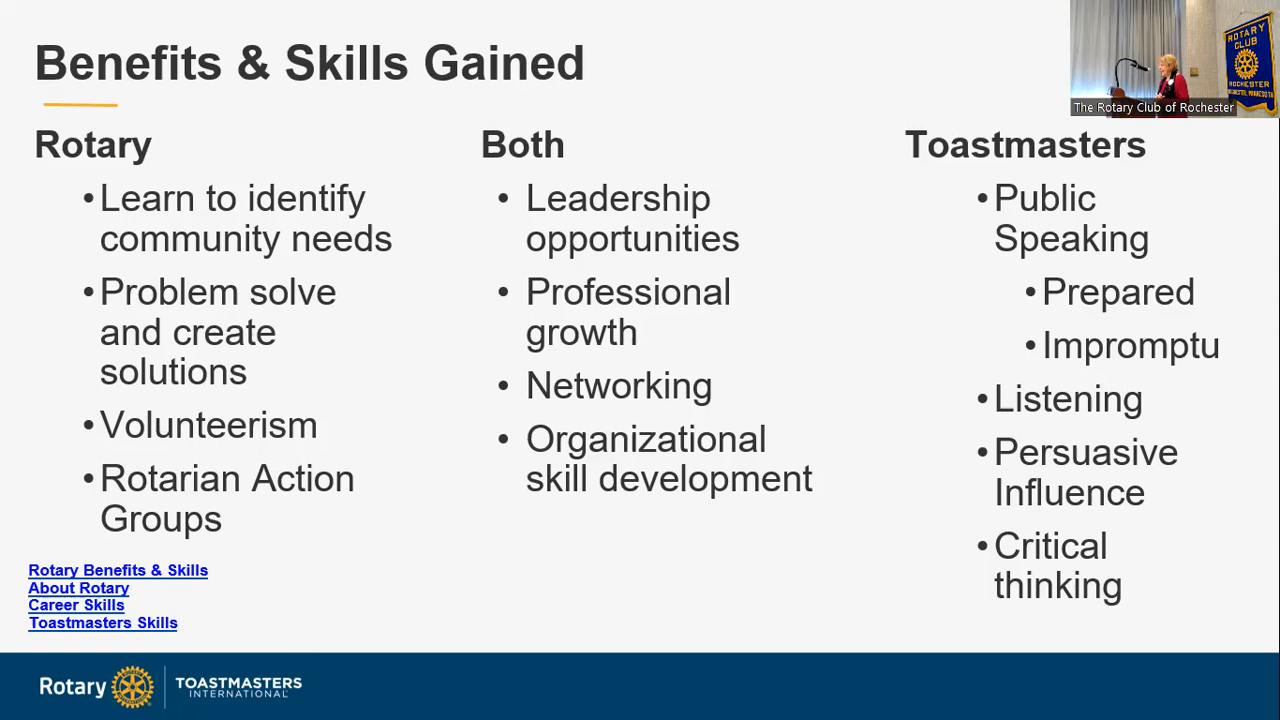 Benefits & Skills Gained
Rotary
•Learn to identify
community needs
•Problem solve
and create
solutions
•Volunteerism
•Rotarian Action
Groups
Both
• Leadership
opportunities
• Professional
growth
• Networking
• Organizational
skill development
Toastmasters
•Public
Speaking
•Prepared
•Impromptu
•Listening
•Persuasive
Influence
•Critical
thinking
Rotary Benefits & Skills
About Rotary
Career Skills
Toastmasters Skills
Rotary
TOASTMASTERS
INTERNATIONAL
ROTARY
CLUB
OF
ROCHESTER
The Rotary Club of Rochester